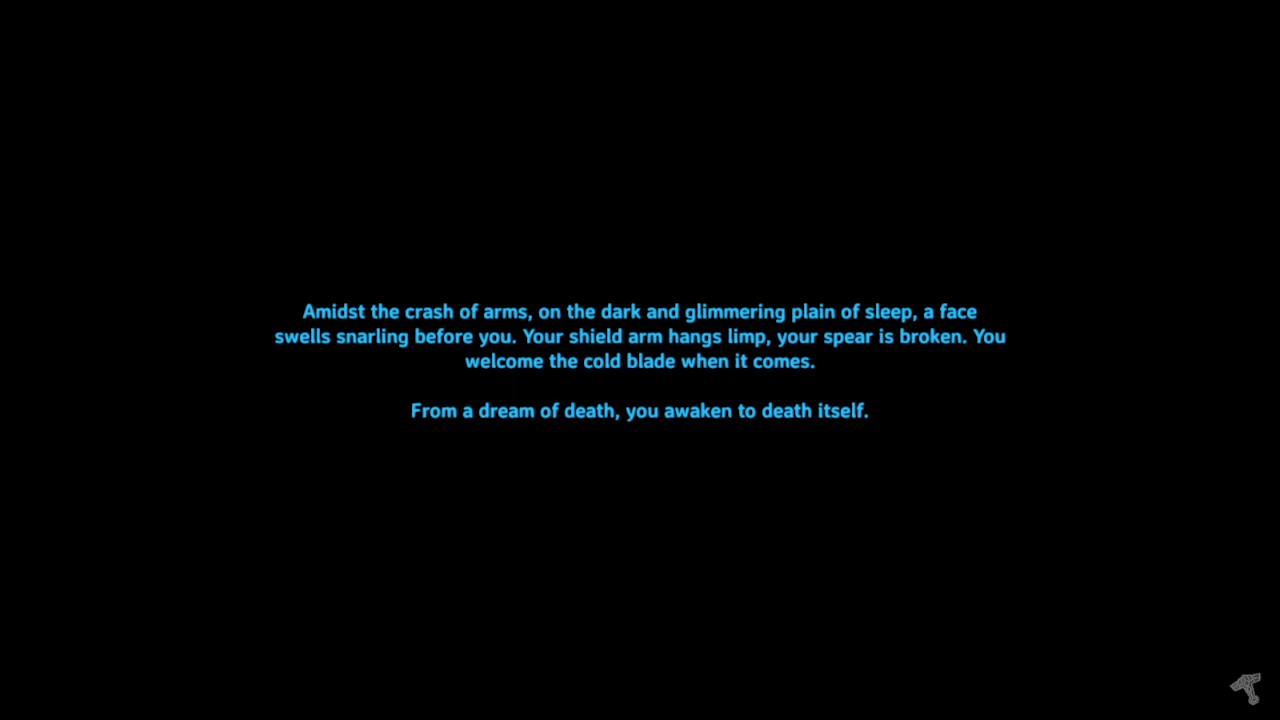 Amidst the crash of arms, on the dark and glimmering plain of sleep, a face
swells snarling before you. Your shield arm hangs limp, your spear is broken. You
welcome the cold blade when it comes.
From a dream of death, you awaken to death itself.